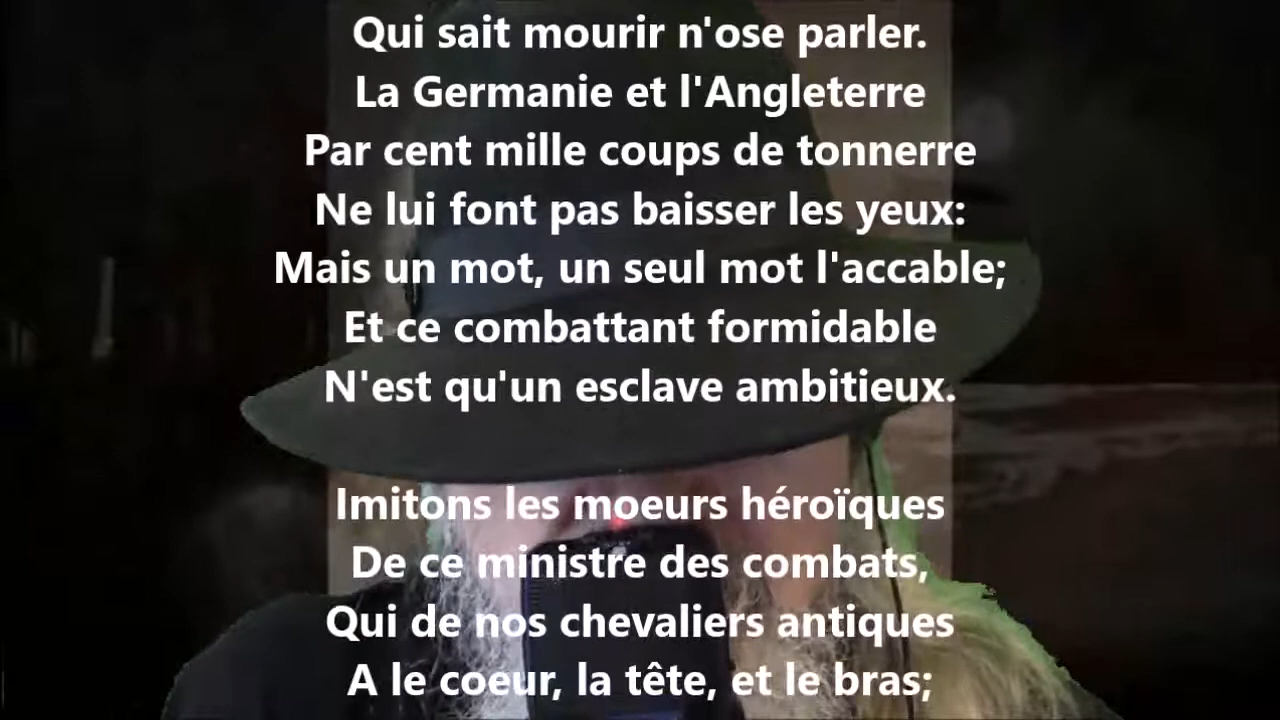 Qui sait mourir n'ose parler.
La Germanie et l'Angleterre
Par cent mille coups de tonnerre
Ne lui font pas baisser les yeux:
Mais un mot, un seul mot l'accable;
Et ce combattant formidable
N'est qu'un esclave ambitieux.
Imitons les moeurs héroïques
De ce ministre des combats,
Qui de nos chevaliers antiques
A le coeur, la tête, et le bras;